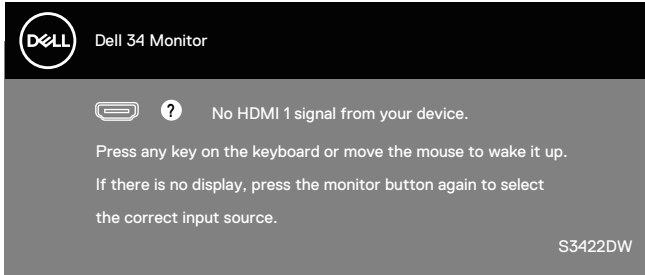 DELL
Dell 34 Monitor
? No HDMI 1 signal from your device.
Press any key on the keyboard or move the mouse to wake it up.
If there is no display, press the monitor button again to select
the correct input source.
S3422DW